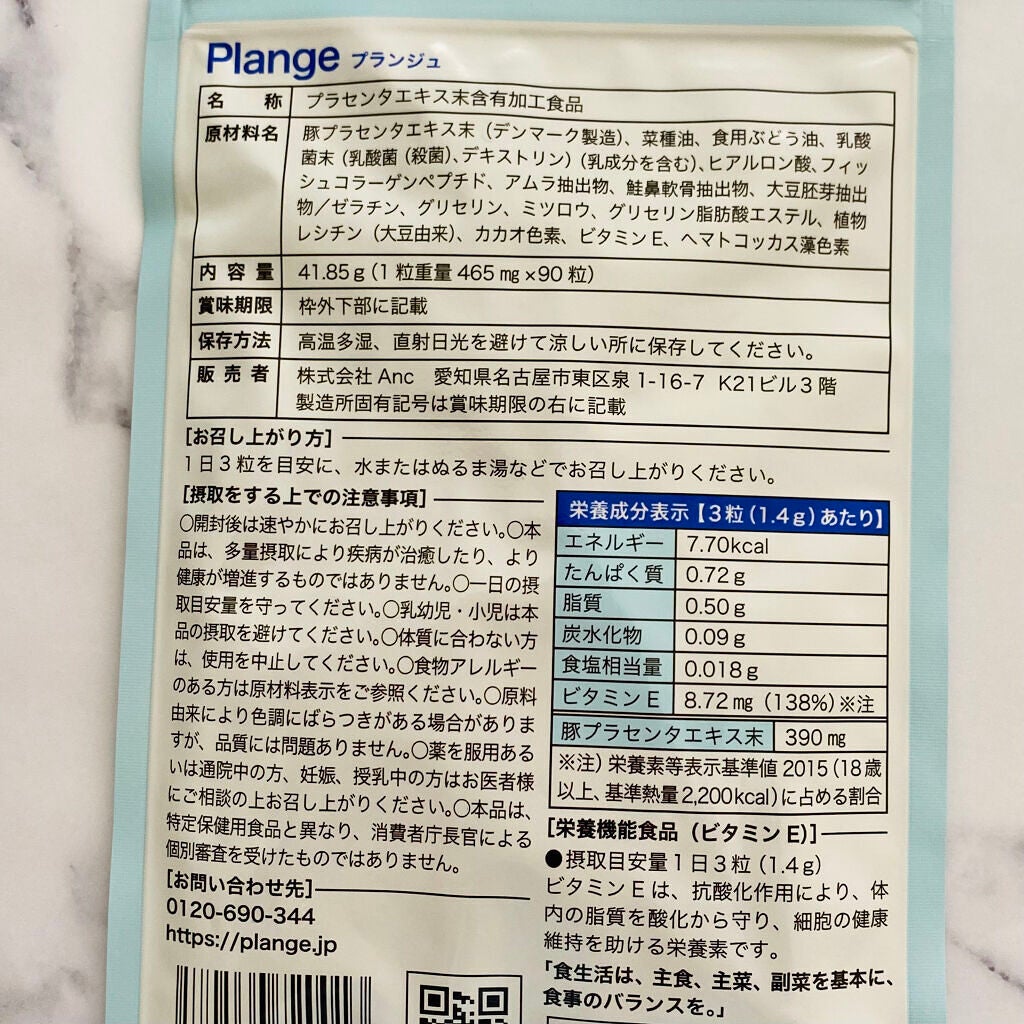 Plange プランジュ
名称 プラセンタエキス末含有加工食品
原材料名 豚プラセンタエキス末（デンマーク製造）、菜種油、食用ぶどう油、乳酸
菌末（乳酸菌（殺菌）、デキストリン）（乳成分を含む）、ヒアルロン酸、フィッ
シュコラーゲンペプチド、アムラ抽出物、鮭鼻軟骨抽出物、大豆胚芽抽出
物／ゼラチン、グリセリン、ミツロウ、グリセリン脂肪酸エステル、植物
レシチン（大豆由来）、カカオ色素、ビタミンE、ヘマトコッカス藻色素
内容量 41.85g（1粒重量 465㎎×90粒）
賞味期限 枠外下部に記載
保存方法 高温多湿、直射日光を避けて涼しい所に保存してください。
販売者 株式会社Anc 愛知県名古屋市東区泉1-16-7 K21ビル3階
製造所固有記号は賞味期限の右に記載
[お召し上がり方]
1日3粒を目安に、水またはぬるま湯などでお召し上がりください。
[摂取をする上での注意事項]
○開封後は速やかにお召し上がりください。○本
品は、多量摂取により疾病が治癒したり、より
健康が増進するものではありません。○一日の摂
取目安量を守ってください。○乳幼児・小児は本
品の摂取を避けてください。○体質に合わない方
は、使用を中止してください。○食物アレルギー
のある方は原材料表示をご参照ください。○原料
由来により色調にばらつきがある場合がありま
すが、品質には問題ありません。○薬を服用ある
いは通院中の方、妊娠、授乳中の方はお医者様
にご相談の上お召し上がりください。○本品は、
特定保健用食品と異なり、消費者庁長官による
個別審査を受けたものではありません。
[お問い合わせ先]
0120-690-344
https://plange.jp
栄養成分表示【3粒（1.4g）あたり】
エネルギー 7.70kcal
たんぱく質 0.72g
脂質 0.50g
炭水化物 0.09g
食塩相当量 0.018g
ビタミンE 8.72㎎（138%）※注
豚プラセンタエキス末 390㎎
※注）栄養素等表示基準値2015（18歳
以上、基準熱量2,200kcal）に占める割合
[栄養機能食品（ビタミンE）]
●摂取目安量1日3粒（1.4g）
ビタミンEは、抗酸化作用により、体
内の脂質を酸化から守り、細胞の健康
維持を助ける栄養素です。
「食生活は、主食、主菜、副菜を基本に、
食事のバランスを。」